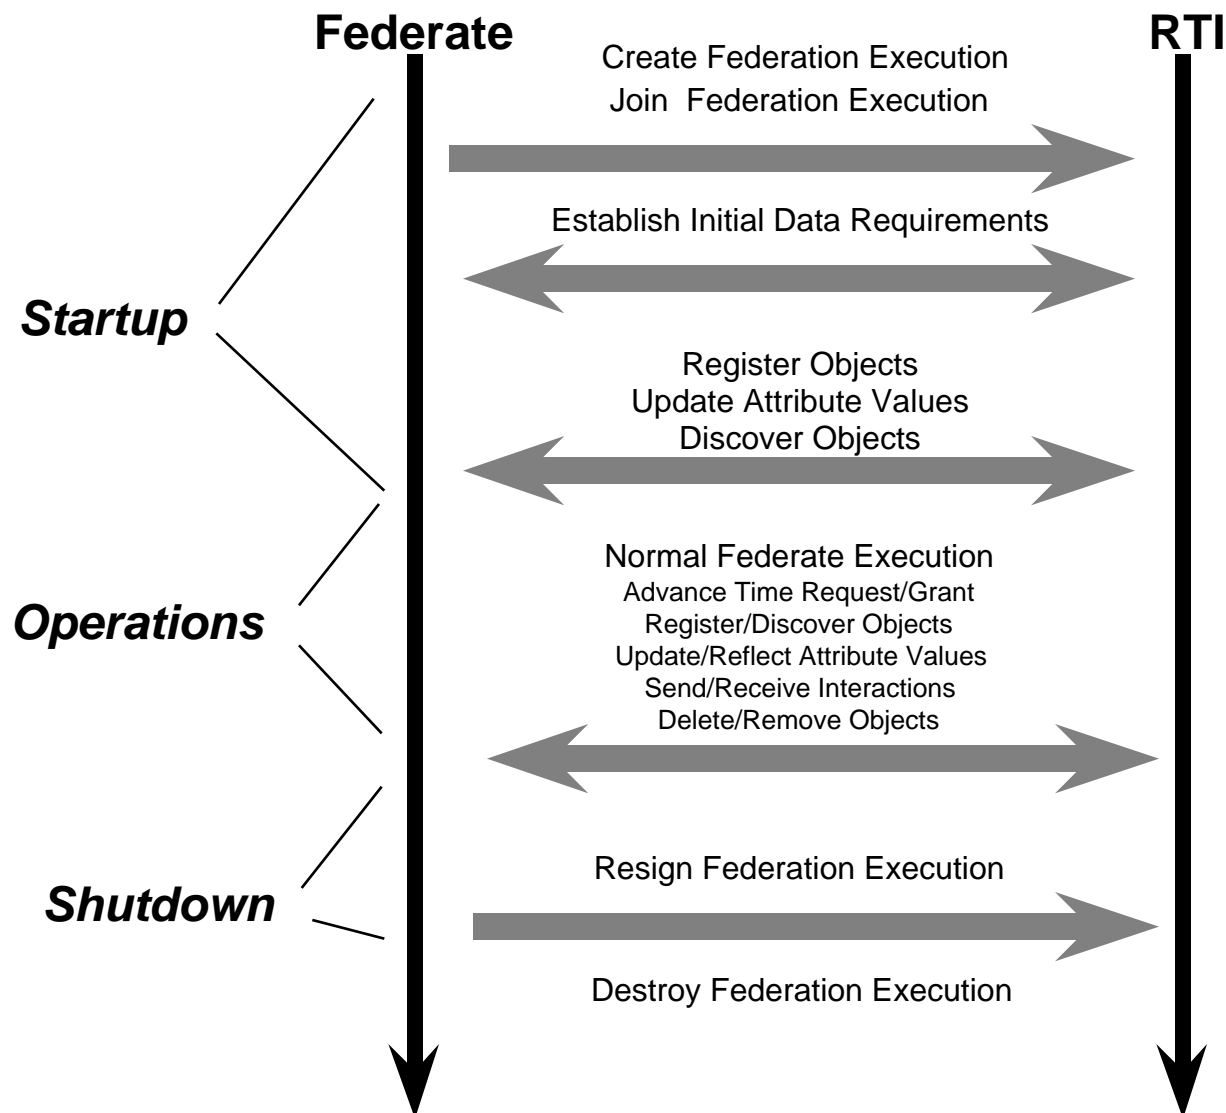 Federate
RTI
Create Federation Execution
Join  Federation Execution
Establish Initial Data Requirements
Startup
Register Objects
Update Attribute Values
Discover Objects
Normal Federate Execution
Advance Time Request/Grant
Register/Discover Objects
Operations
Update/Reflect Attribute Values
Send/Receive Interactions
Delete/Remove Objects
Resign Federation Execution
Shutdown
Destroy Federation Execution